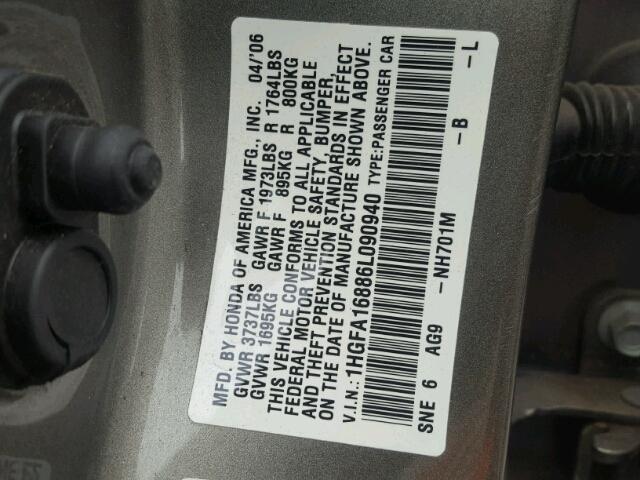 MFD. BY HONDA OF AMERICA MFG., INC. 04/'06
GVWR 3737LBS GAWR F 1973LBS R 1764LBS
GVWR 1695KG GAWR F 895KG R 800KG
THIS VEHICLE CONFORMS TO ALL APPLICABLE
FEDERAL MOTOR VEHICLE SAFETY, BUMPER,
AND THEFT PREVENTION STANDARDS IN EFFECT
ON THE DATE OF MANUFACTURE SHOWN ABOVE.
V.I.N.:1HGFA16886L090940 TYPE:PASSENGER CAR
SNE 6 AG9 -NH701M -B -L